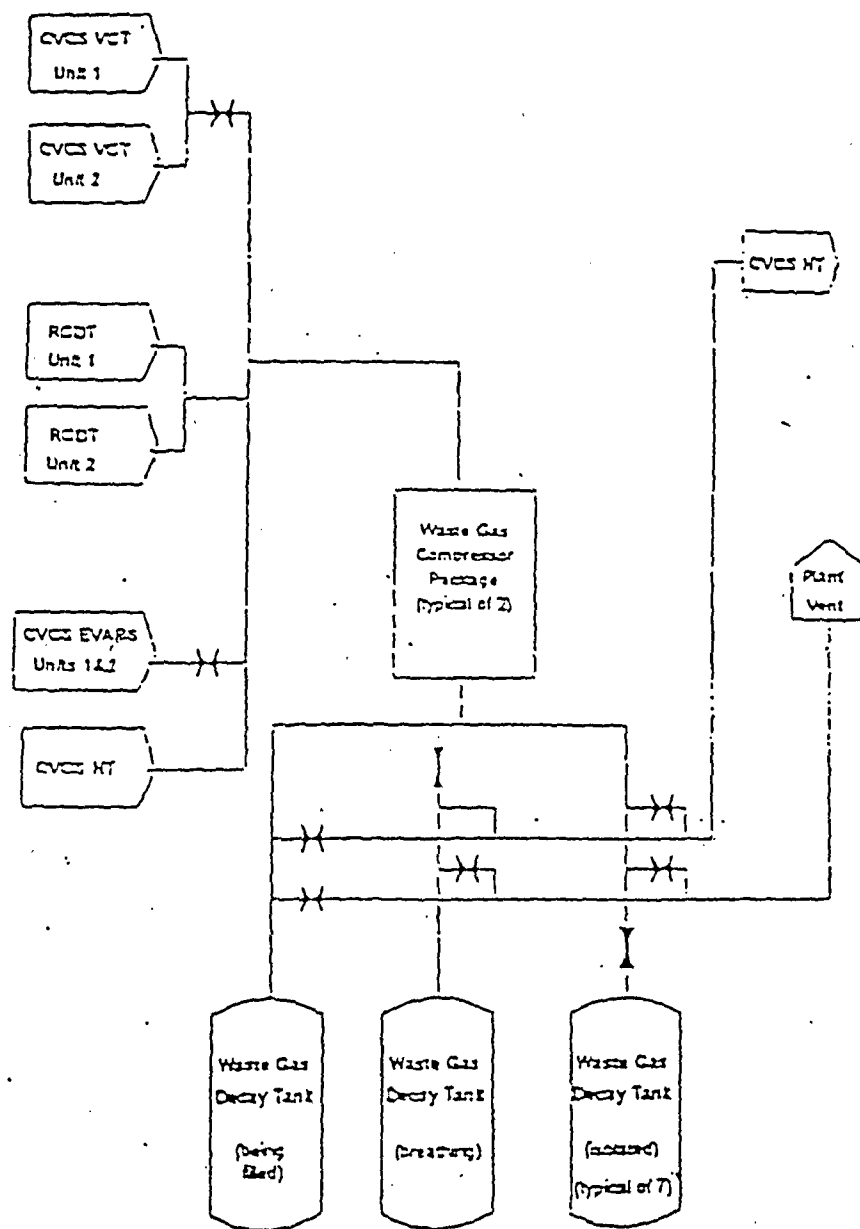 CVCS VCT
Unit 1
CVCS VCT
Unit 2
CVCS HT
RCDT
Unit 1
RCDT
Unit 2
Waste Gas
Compressor
Package
(typical of 2)
Plant
Vent
CVCS EVAPS
Units 1&2
CVCS HT
Waste Gas
Decay Tank
(being
filled)
Waste Gas
Decay Tank
(breathing)
Waste Gas
Decay Tank
(isolated)
(typical of 7)